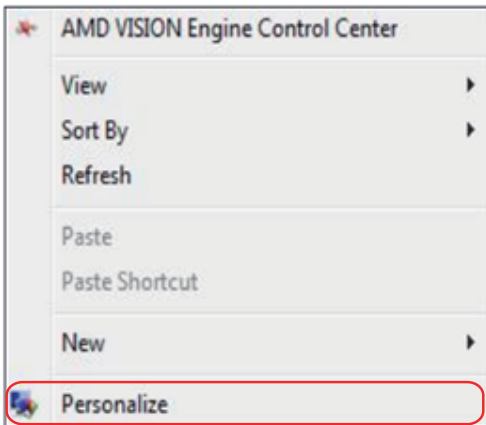 AMD VISION Engine Control Center
View
Sort By
Refresh
Paste
Paste Shortcut
New
Personalize